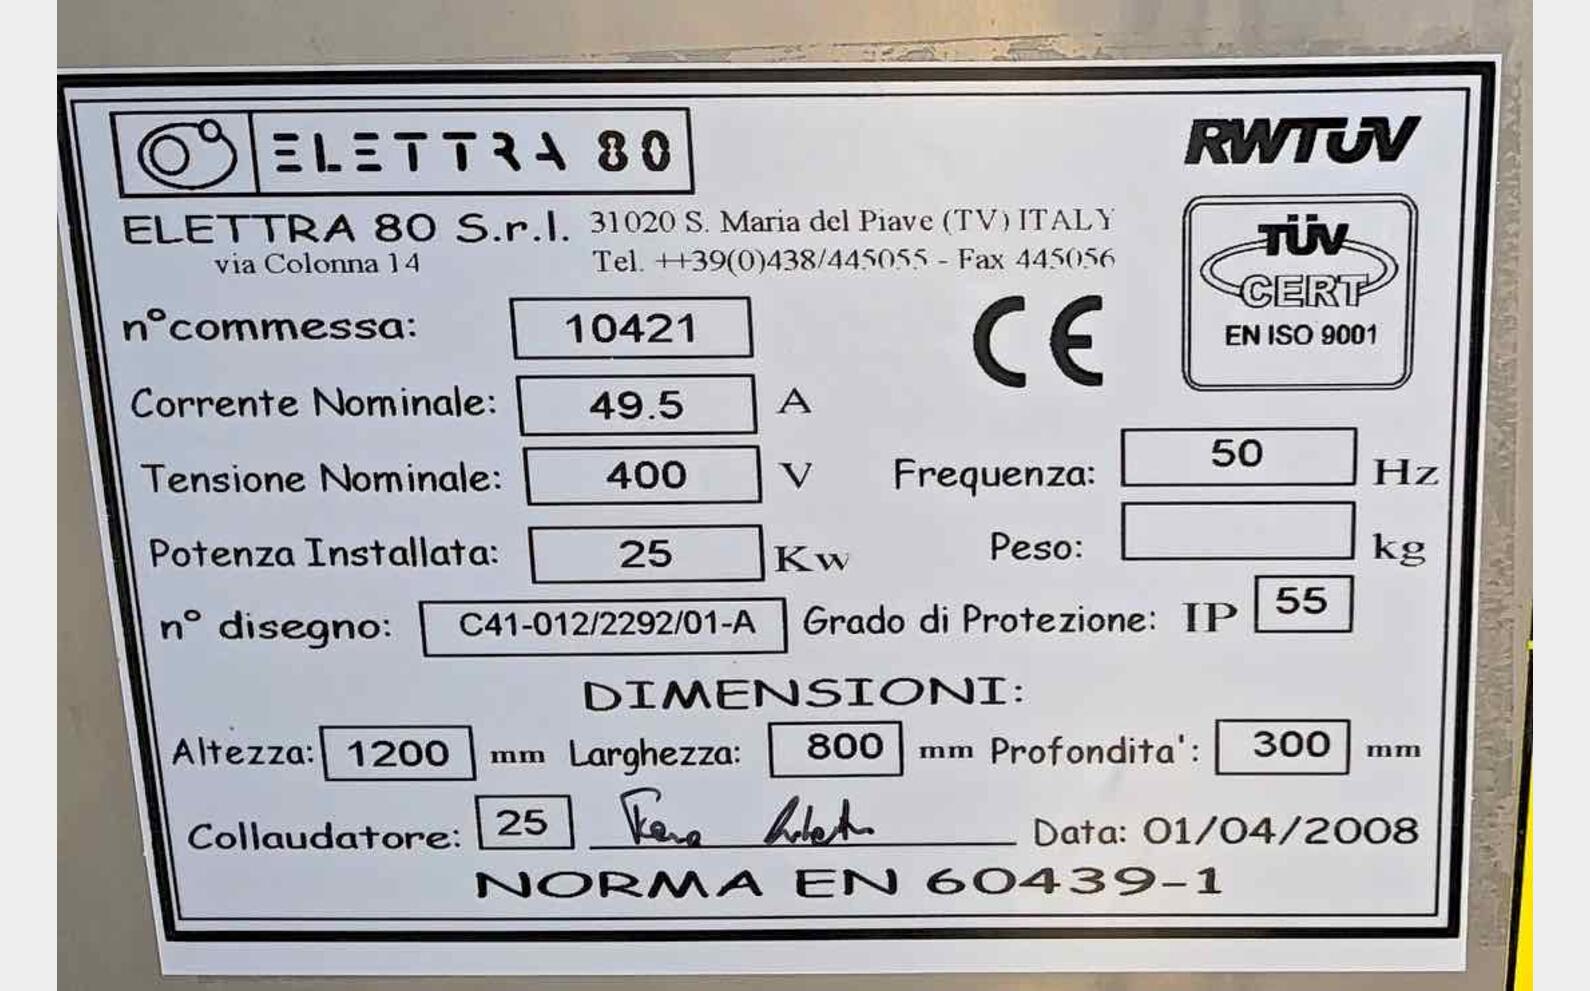 ELETTRA 80
RWTÜV
ELETTRA 80 S.r.l. 31020 S. Maria del Piave (TV) ITALY
via Colonna 14 Tel. ++39(0)438/445055 - Fax 445056
TÜV
CERT
EN ISO 9001
CE
n°commessa: 10421
Corrente Nominale: 49.5 A
Tensione Nominale: 400 V Frequenza: 50 Hz
Potenza Installata: 25 Kw Peso: kg
n° disegno: C41-012/2292/01-A Grado di Protezione: IP 55
DIMENSIONI:
Altezza: 1200 mm Larghezza: 800 mm Profondita': 300 mm
Collaudatore: 25 Data: 01/04/2008
NORMA EN 60439-1